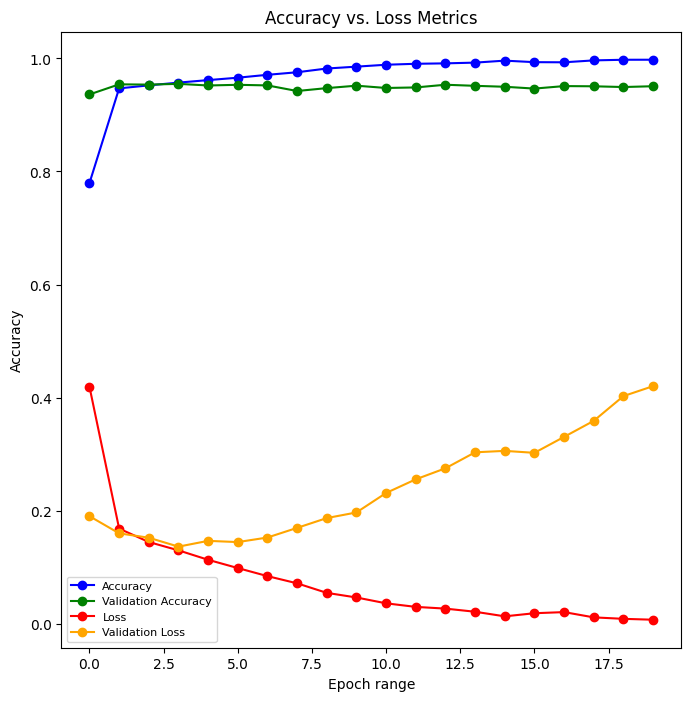 Accuracy vs. Loss Metrics
1.0
0.8
0.6
0.4
0.2
0.0
Accuracy
Accuracy
Validation Accuracy
Loss
Validation Loss
0.0 2.5 5.0 7.5 10.0 12.5 15.0 17.5
Epoch range